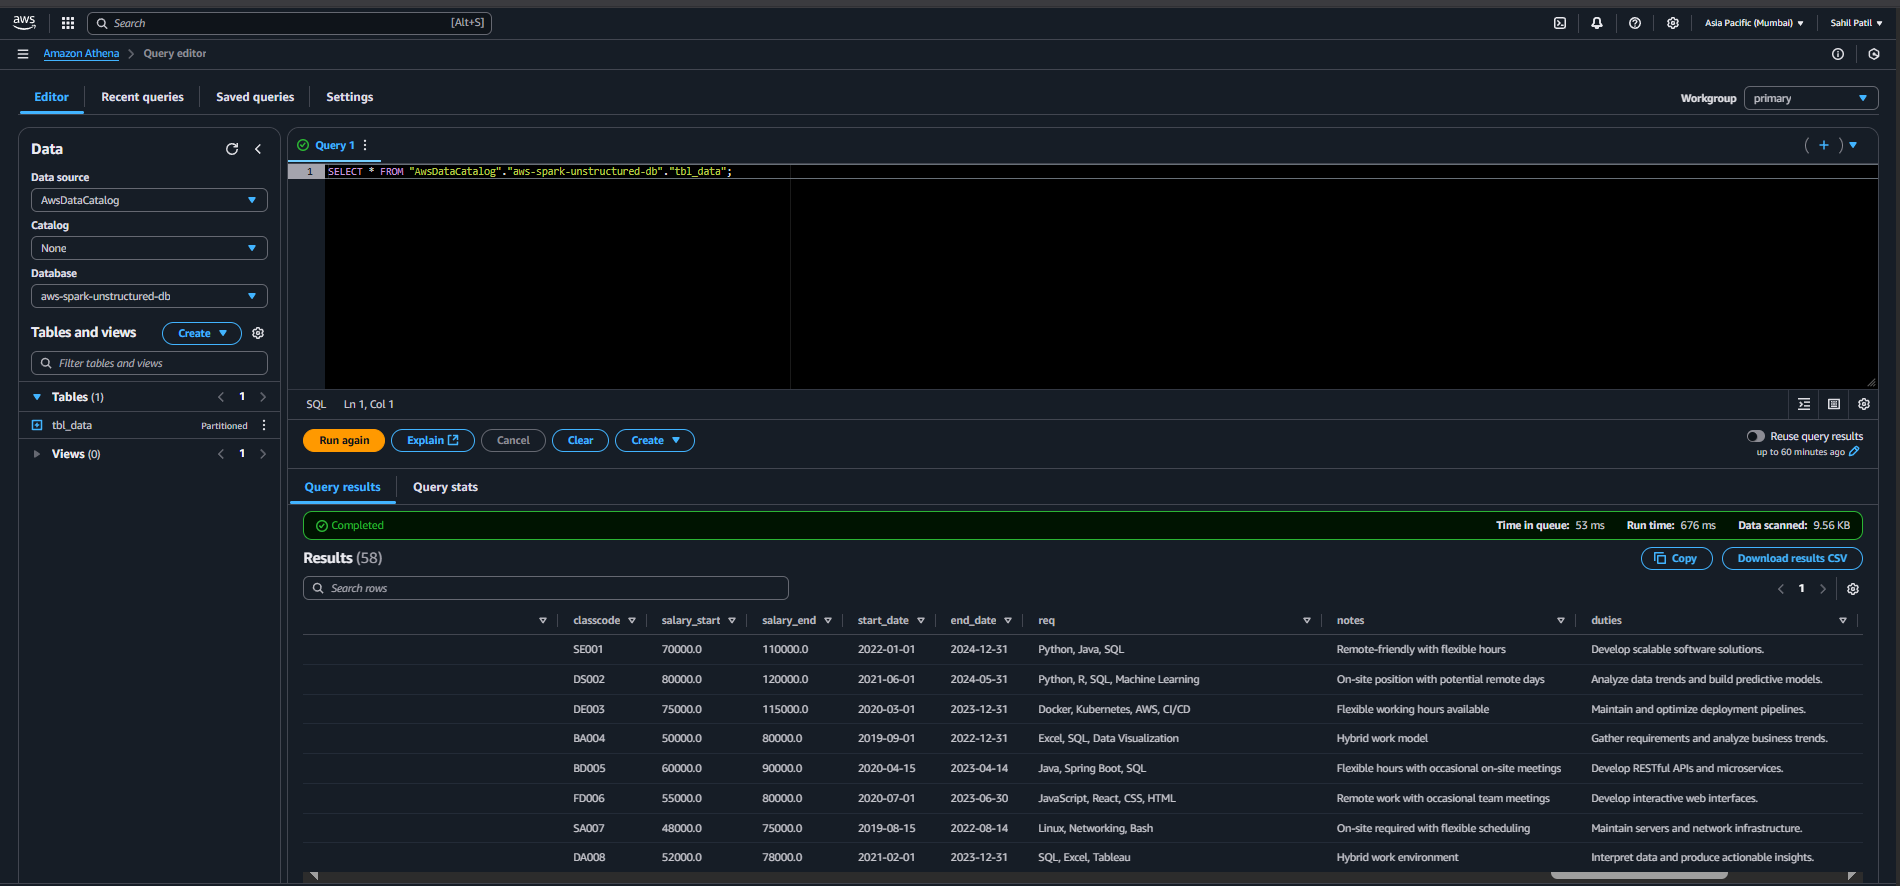 aws Search [Alt+S] Asia Pacific (Mumbai) Sahil Patil
Amazon Athena > Query editor
Editor Recent queries Saved queries Settings Workgroup primary
Data
Data source
AwsDataCatalog
Catalog
None
Database
aws-spark-unstructured-db
Tables and views Create
Filter tables and views
Tables (1) 1
tbl_data Partitioned
Views (0) 1
Query 1
1 SELECT * FROM "AwsDataCatalog"."aws-spark-unstructured-db"."tbl_data";
SQL Ln 1, Col 1
Run again Explain Cancel Clear Create Reuse query results
up to 60 minutes ago
Query results Query stats
Completed Time in queue: 53 ms Run time: 676 ms Data scanned: 9.56 KB
Results (58) Copy Download results CSV
Search rows 1
classcode salary_start salary_end start_date end_date req notes duties
SE001 70000.0 110000.0 2022-01-01 2024-12-31 Python, Java, SQL Remote-friendly with flexible hours Develop scalable software solutions.
DS002 80000.0 120000.0 2021-06-01 2024-05-31 Python, R, SQL, Machine Learning On-site position with potential remote days Analyze data trends and build predictive models.
DE003 75000.0 115000.0 2020-03-01 2023-12-31 Docker, Kubernetes, AWS, CI/CD Flexible working hours available Maintain and optimize deployment pipelines.
BA004 50000.0 80000.0 2019-09-01 2022-12-31 Excel, SQL, Data Visualization Hybrid work model Gather requirements and analyze business trends.
BD005 60000.0 90000.0 2020-04-15 2023-04-14 Java, Spring Boot, SQL Flexible hours with occasional on-site meetings Develop RESTful APIs and microservices.
FD006 55000.0 80000.0 2020-07-01 2023-06-30 JavaScript, React, CSS, HTML Remote work with occasional team meetings Develop interactive web interfaces.
SA007 48000.0 75000.0 2019-08-15 2022-08-14 Linux, Networking, Bash On-site required with flexible scheduling Maintain servers and network infrastructure.
DA008 52000.0 78000.0 2021-02-01 2023-12-31 SQL, Excel, Tableau Hybrid work environment Interpret data and produce actionable insights.